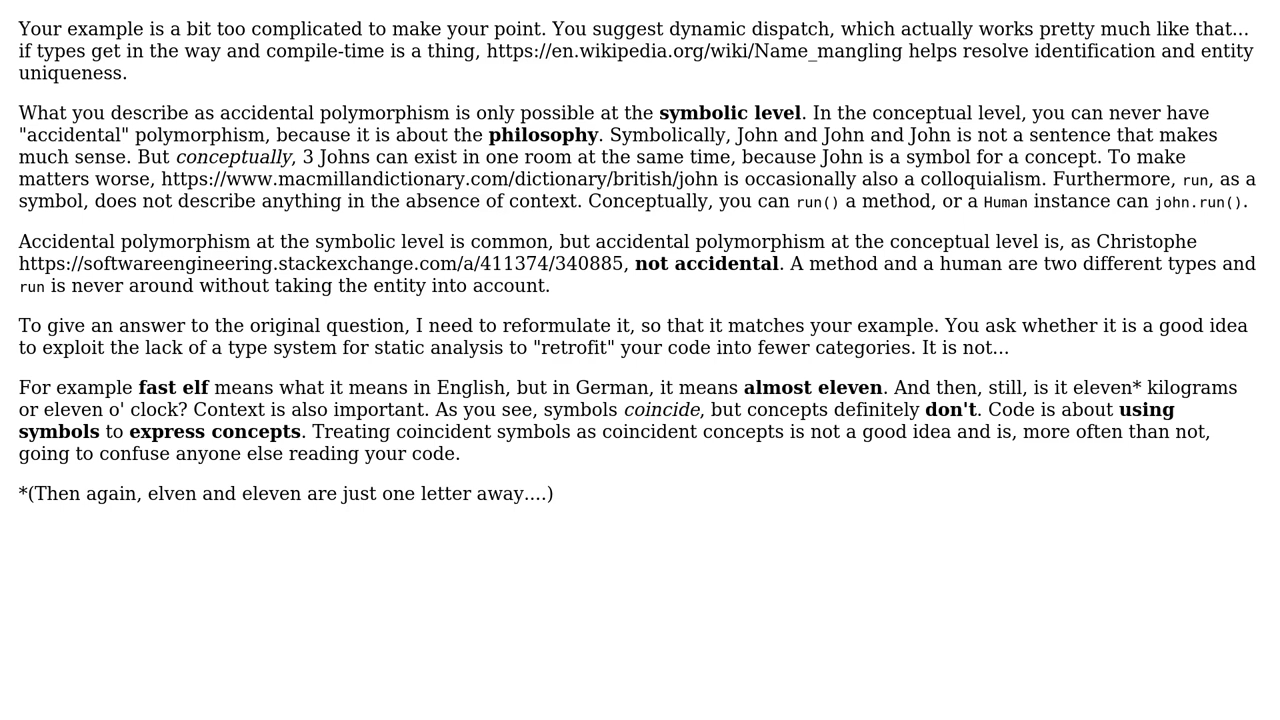 Your example is a bit too complicated to make your point. You suggest dynamic dispatch, which actually works pretty much like that...
if types get in the way and compile-time is a thing, https://en.wikipedia.org/wiki/Name_mangling helps resolve identification and entity
uniqueness.
What you describe as accidental polymorphism is only possible at the symbolic level. In the conceptual level, you can never have
"accidental" polymorphism, because it is about the philosophy. Symbolically, John and John and John is not a sentence that makes
much sense. But conceptually, 3 Johns can exist in one room at the same time, because John is a symbol for a concept. To make
matters worse, https://www.macmillandictionary.com/dictionary/british/john is occasionally also a colloquialism. Furthermore, run, as a
symbol, does not describe anything in the absence of context. Conceptually, you can run() a method, or a Human instance can john.run().
Accidental polymorphism at the symbolic level is common, but accidental polymorphism at the conceptual level is, as Christophe
https://softwareengineering.stackexchange.com/a/411374/340885, not accidental. A method and a human are two different types and
run is never around without taking the entity into account.
To give an answer to the original question, I need to reformulate it, so that it matches your example. You ask whether it is a good idea
to exploit the lack of a type system for static analysis to "retrofit" your code into fewer categories. It is not...
For example fast elf means what it means in English, but in German, it means almost eleven. And then, still, is it eleven* kilograms
or eleven o' clock? Context is also important. As you see, symbols coincide, but concepts definitely don't. Code is about using
symbols to express concepts. Treating coincident symbols as coincident concepts is not a good idea and is, more often than not,
going to confuse anyone else reading your code.
*(Then again, elven and eleven are just one letter away....)